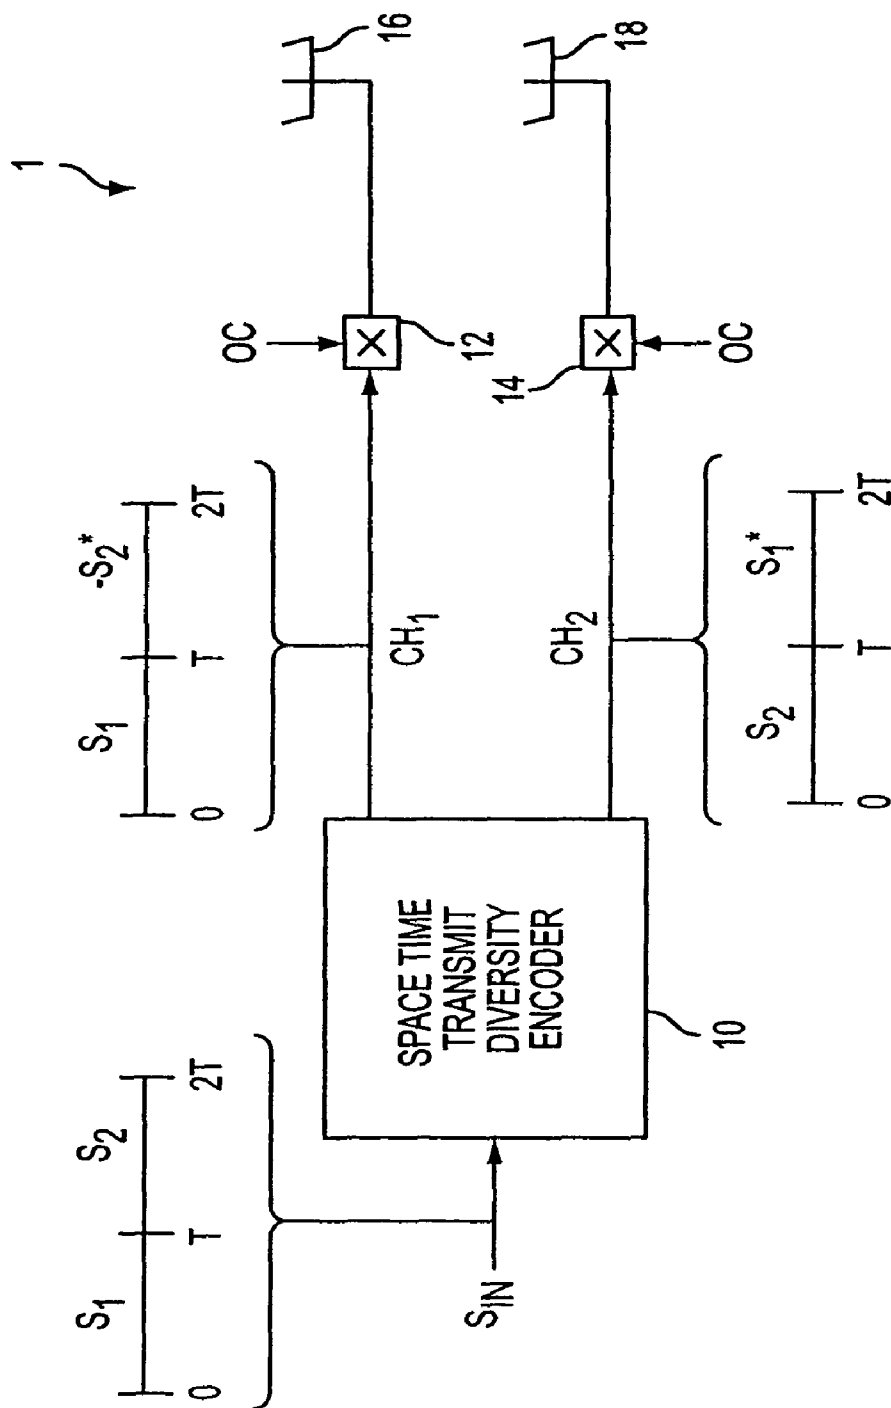 1
S1 S2
0 T 2T
SIN
SPACE TIME
TRANSMIT
DIVERSITY
ENCODER
10
S1 -S2*
0 T 2T
CH1
OC
12
16
CH2
14
OC
18
S2 S1*
0 T 2T